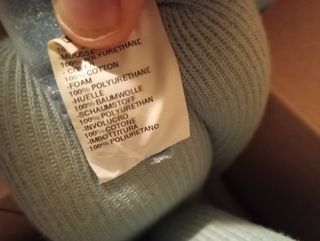 -MOUSSE
100% POLYURETHANE
100% COTTON
-FOAM
100% POLYURETHANE
-HUELLE
100% BAUMWOLLE
-SCHAUMSTOFF
100% POLYURETHAN
-INVOLUCRO
100% COTONE
-IMBOTTITURA
100% POLIURETANO